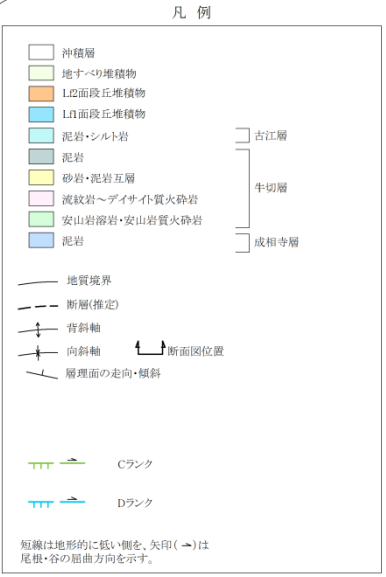 凡 例
沖積層
地すべり堆積物
Lf2面段丘堆積物
Lf1面段丘堆積物
泥岩・シルト岩
古江層
泥岩
砂岩・泥岩互層
牛切層
流紋岩～デイサイト質火砕岩
安山岩溶岩・安山岩質火砕岩
泥岩
成相寺層
地質境界
断層(推定)
背斜軸
向斜軸
断面図位置
層理面の走向・傾斜
Cランク
Dランク
短線は地形的に低い側を、矢印( )は
尾根・谷の屈曲方向を示す。